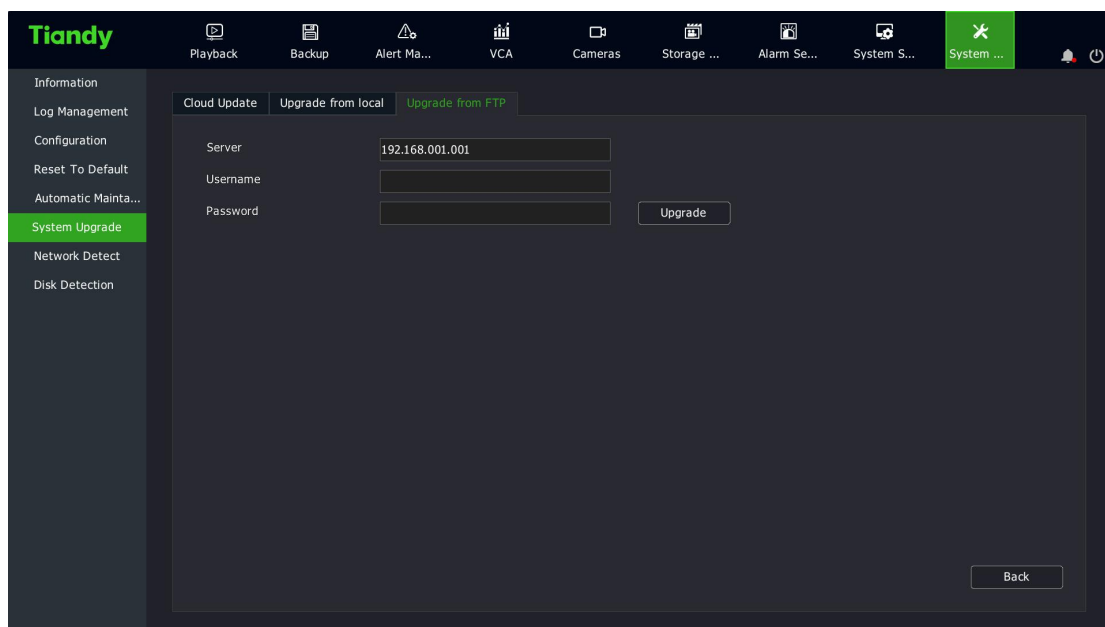 Tiandy
Playback Backup Alert Ma... VCA Cameras Storage ... Alarm Se... System S... System ...
Information
Log Management
Configuration
Reset To Default
Automatic Mainta...
System Upgrade
Network Detect
Disk Detection
Cloud Update Upgrade from local Upgrade from FTP
Server 192.168.001.001
Username
Password Upgrade
Back